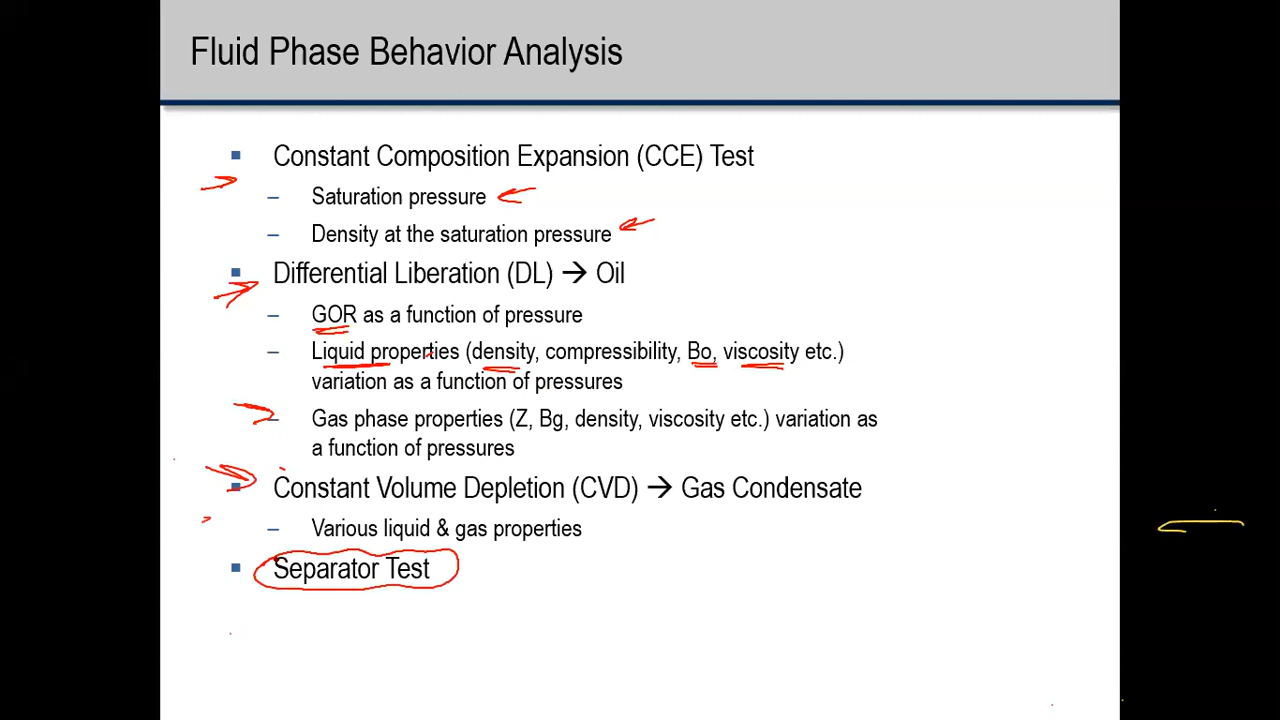 Fluid Phase Behavior Analysis
Constant Composition Expansion (CCE) Test
– Saturation pressure
– Density at the saturation pressure
Differential Liberation (DL) → Oil
– GOR as a function of pressure
– Liquid properties (density, compressibility, Bo, viscosity etc.)
variation as a function of pressures
– Gas phase properties (Z, Bg, density, viscosity etc.) variation as
a function of pressures
Constant Volume Depletion (CVD) → Gas Condensate
– Various liquid & gas properties
Separator Test